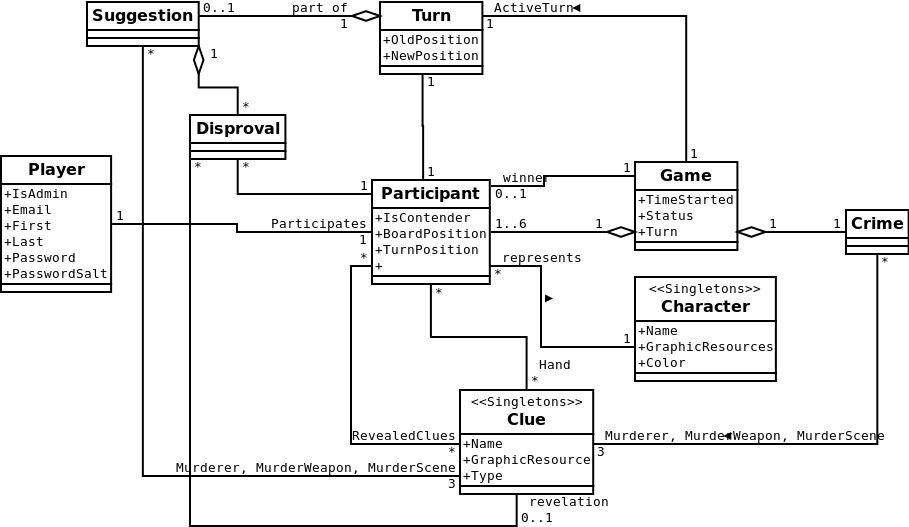 Suggestion
0..1
part of
1
Turn
+OldPosition
+NewPosition
ActiveTurn◀
1
*
1
*
1
1
Disproval
*
*
1
Player
+IsAdmin
+Email
+First
+Last
+Password
+PasswordSalt
1
Participates
1
*
Participant
+IsContender
+BoardPosition
+TurnPosition
+
1
winner
0..1
1
1..6
1
Game
+TimeStarted
+Status
+Turn
1
1
Crime
*
represents
*
▶
1
<<Singletons>>
Character
+Name
+GraphicResources
+Color
*
Hand
*
<<Singletons>>
Clue
+Name
+GraphicResource
+Type
RevealedClues
*
Murderer, MurderWeapon, MurderScene
3
Murderer, MurderWeapon, MurderScene
3
revelation
0..1